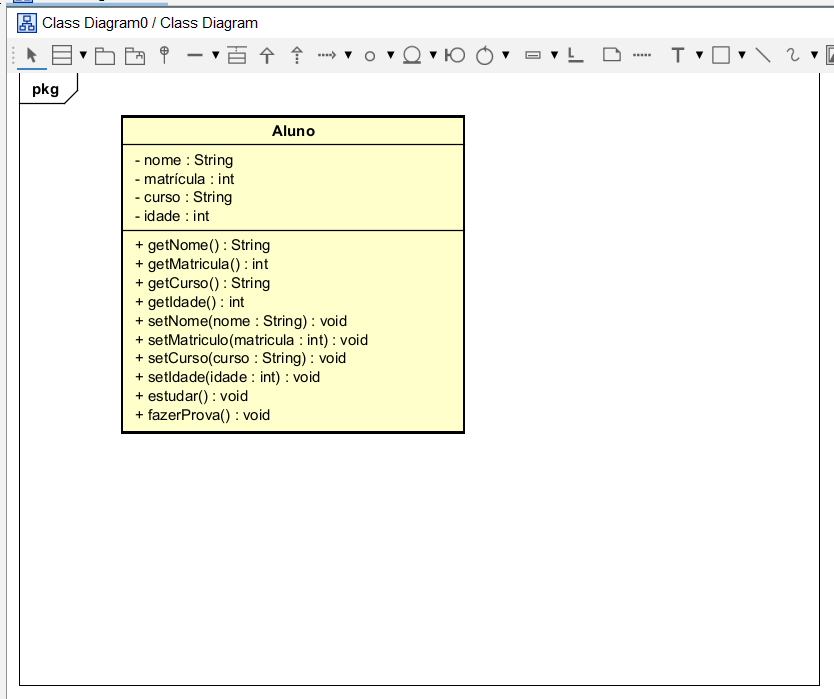 Class Diagram0 / Class Diagram
T
pkg
Aluno
- nome : String
- matrícula : int
- curso : String
- idade : int
+ getNome() : String
+ getMatricula() : int
+ getCurso() : String
+ getIdade() : int
+ setNome(nome : String) : void
+ setMatriculo(matricula : int) : void
+ setCurso(curso : String) : void
+ setIdade(idade : int) : void
+ estudar() : void
+ fazerProva() : void